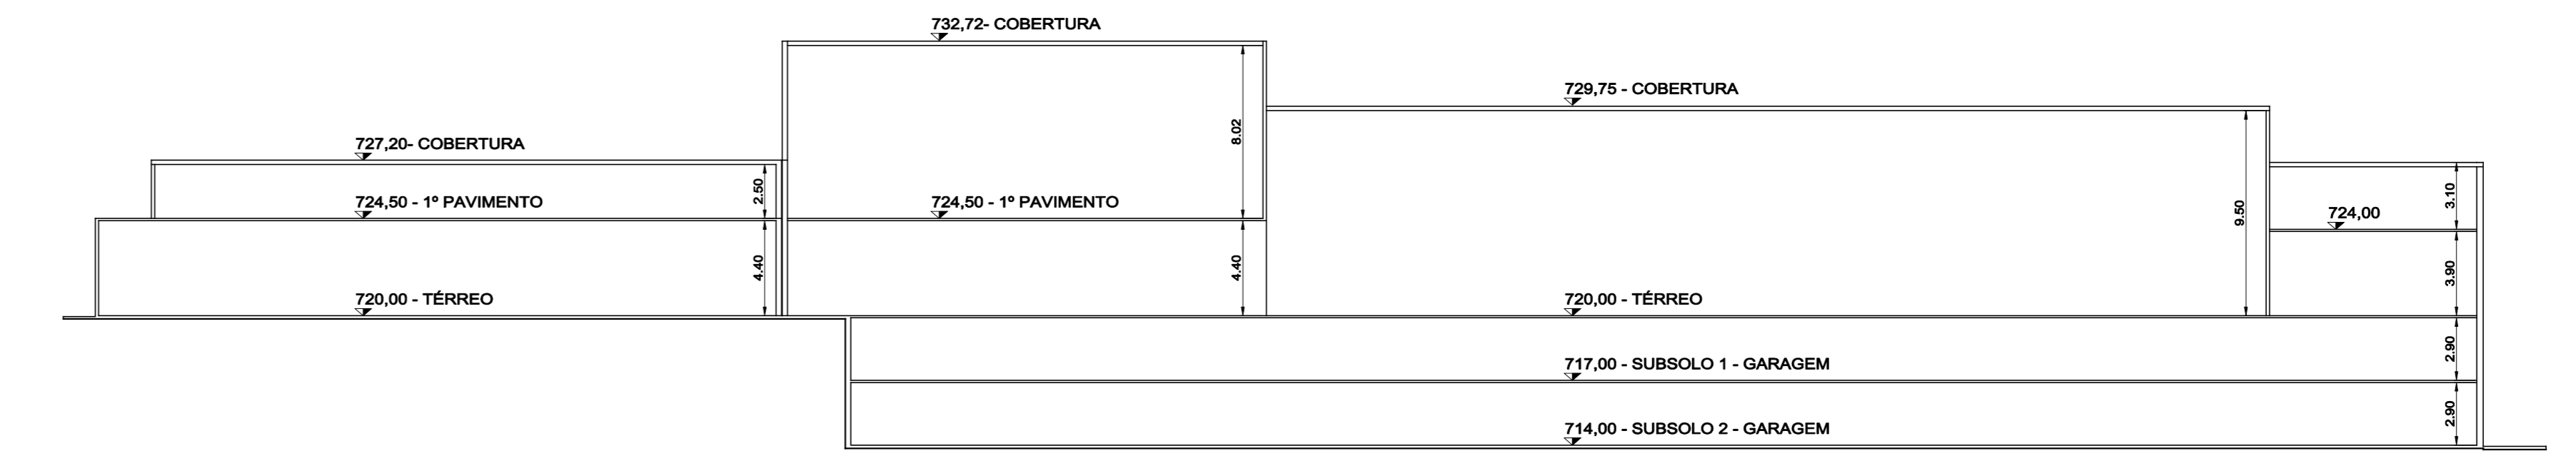 732,72- COBERTURA
729,75 - COBERTURA
8.02
727,20- COBERTURA
2.50
3.10
724,50 - 1º PAVIMENTO
724,50 - 1º PAVIMENTO
9.50
724,00
4.40
4.40
3.90
720,00 - TÉRREO
720,00 - TÉRREO
2.90
717,00 - SUBSOLO 1 - GARAGEM
2.90
714,00 - SUBSOLO 2 - GARAGEM